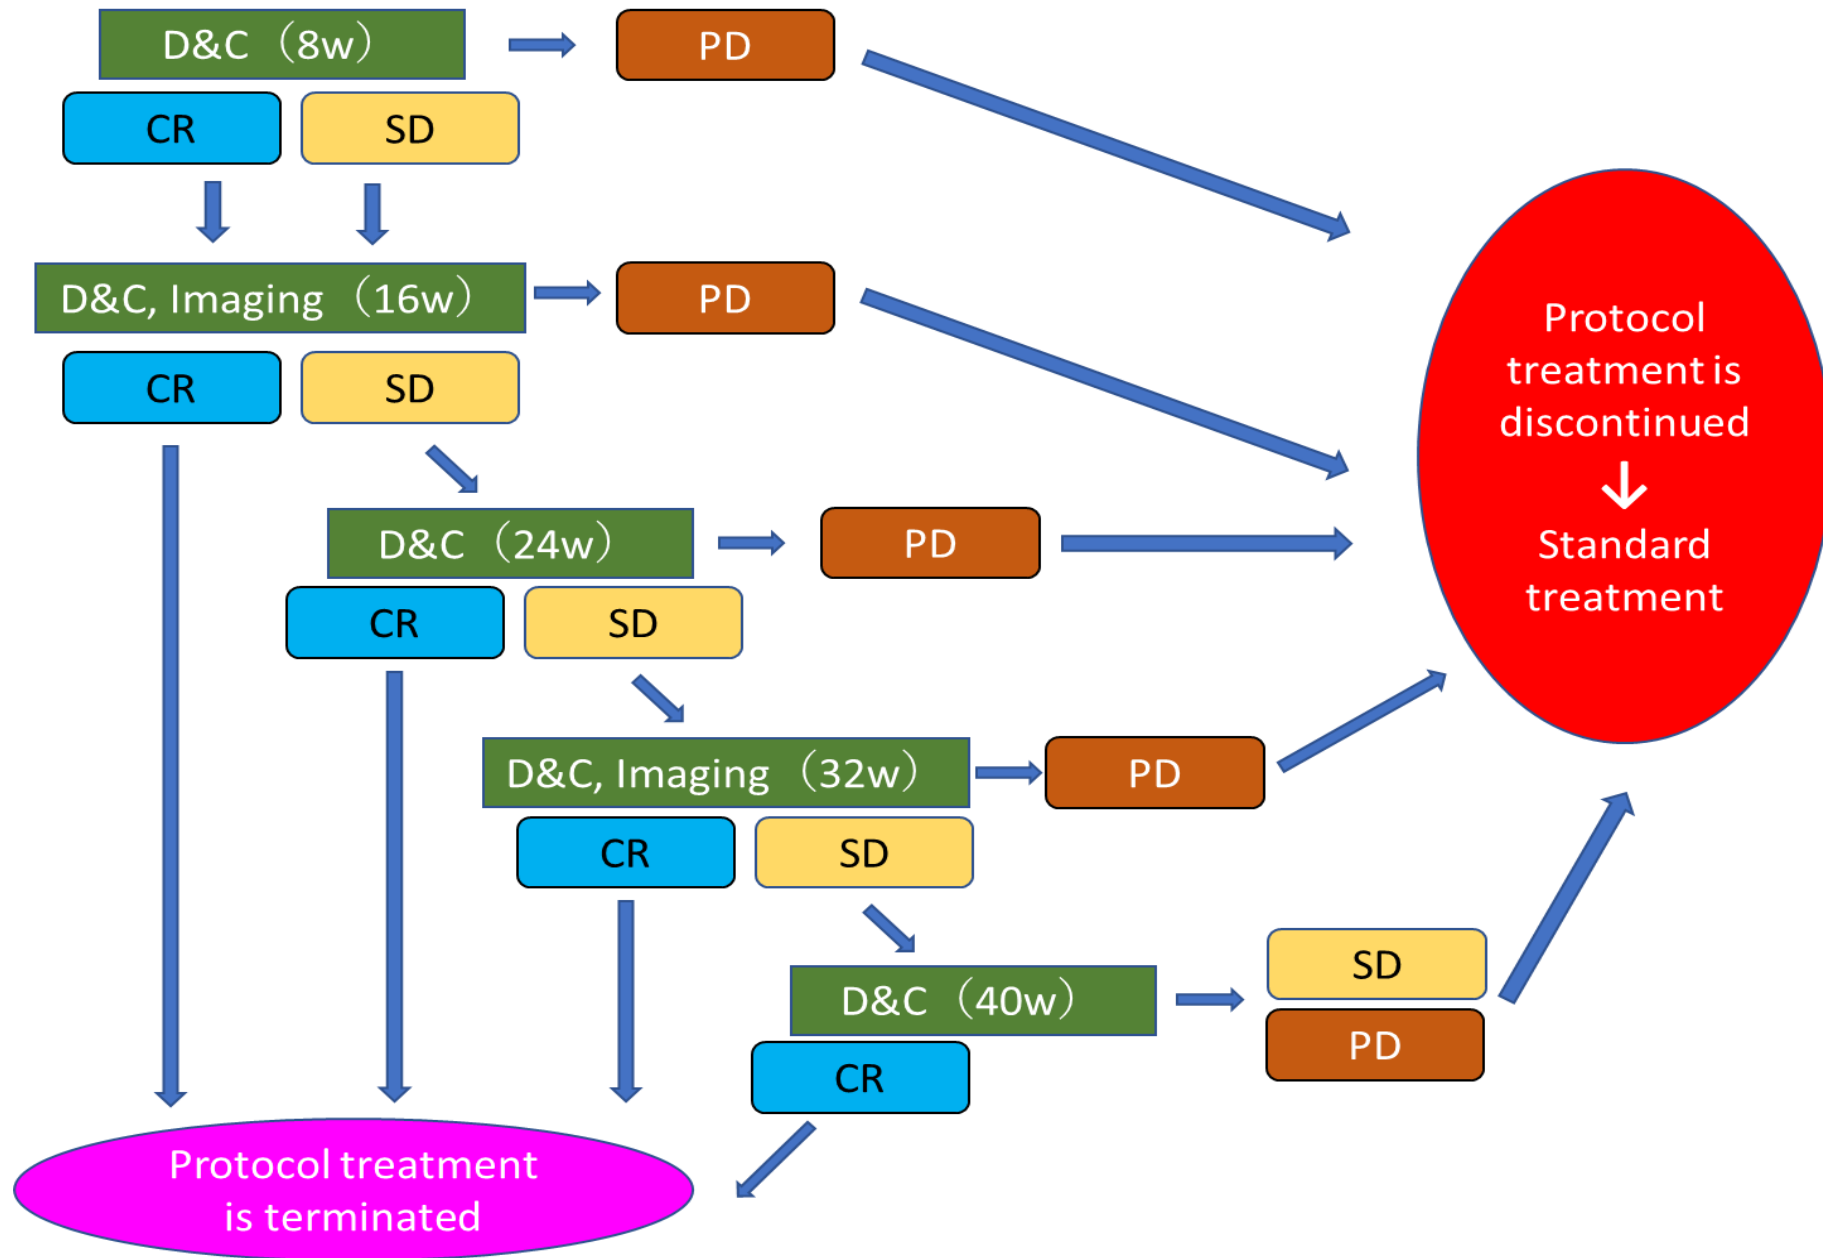 D&C（8w）
PD
CR
SD
D&C, Imaging（16w）
PD
CR
SD
Protocol
treatment is
discontinued
↓
Standard
treatment
D&C（24w）
PD
CR
SD
D&C, Imaging（32w）
PD
CR
SD
D&C（40w）
SD
PD
CR
Protocol treatment
is terminated